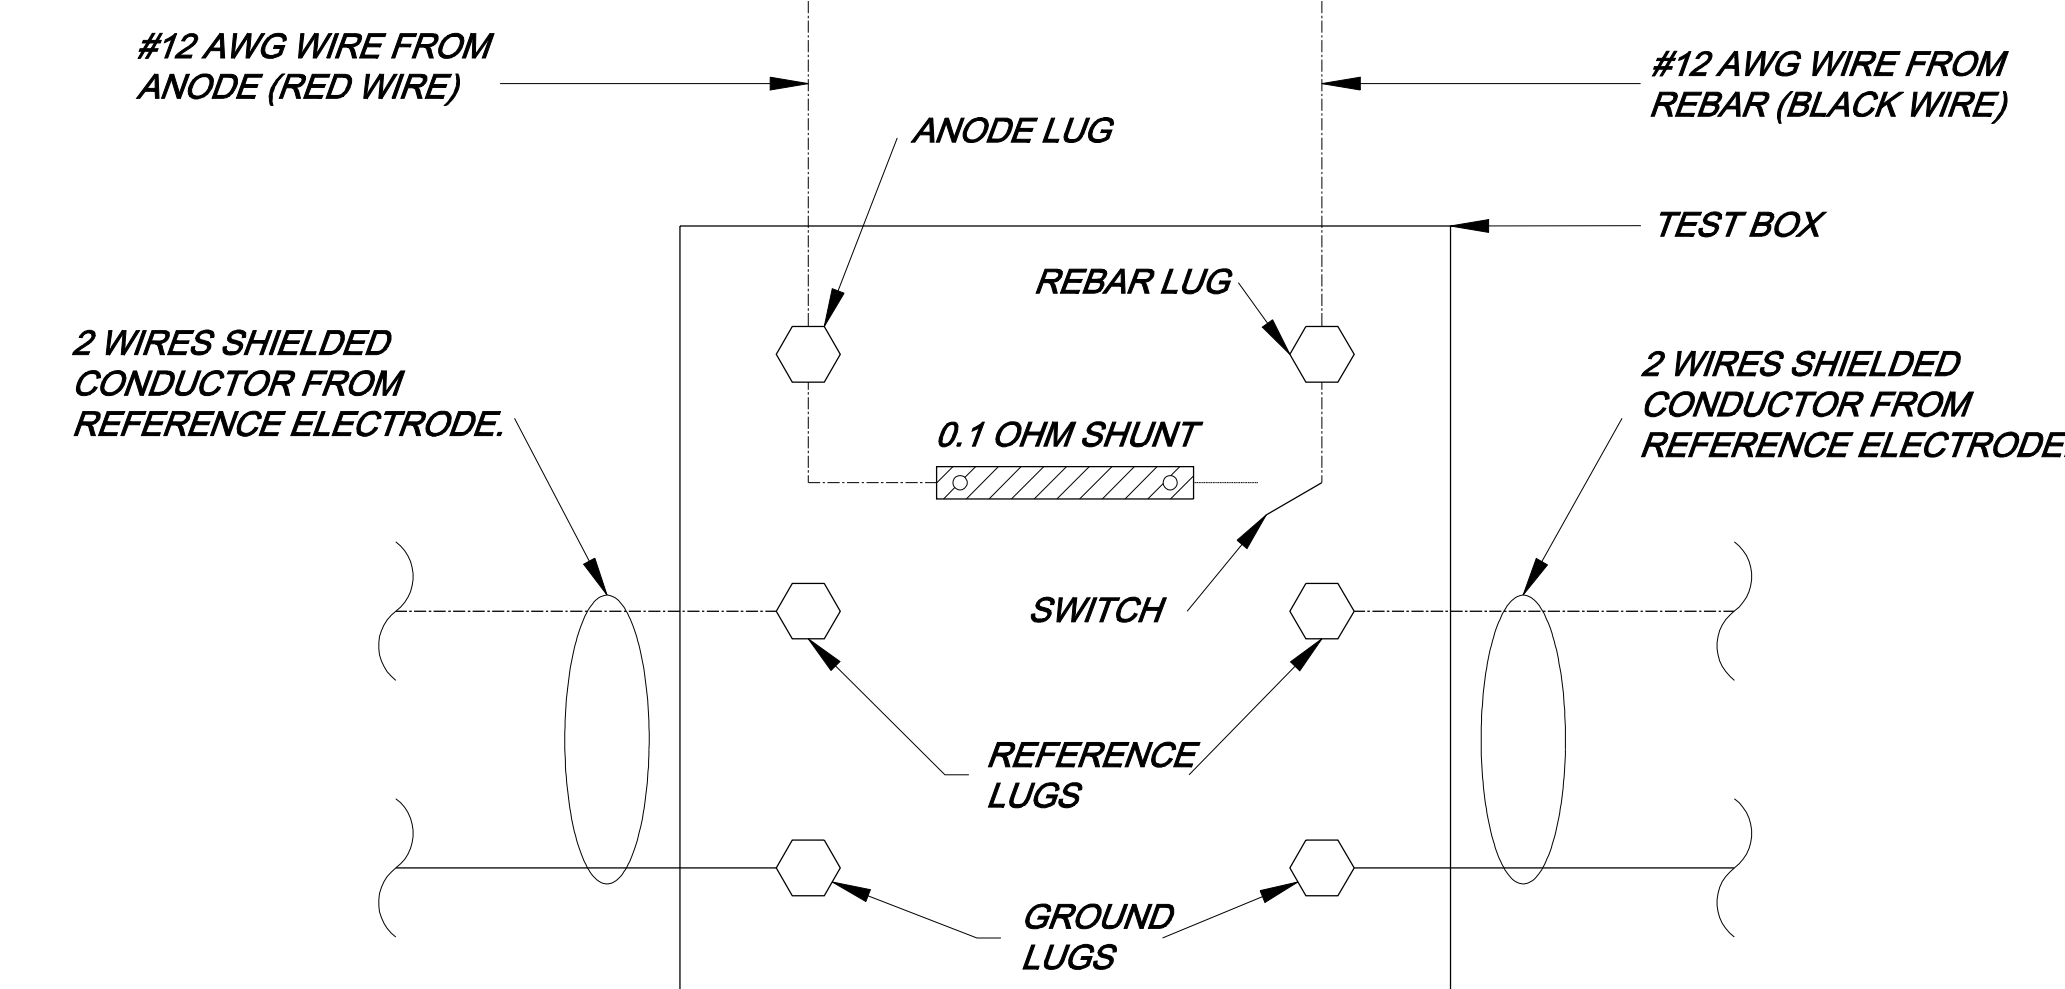 #12 AWG WIRE FROM
ANODE (RED WIRE)
#12 AWG WIRE FROM
REBAR (BLACK WIRE)
ANODE LUG
TEST BOX
REBAR LUG
2 WIRES SHIELDED
CONDUCTOR FROM
REFERENCE ELECTRODE.
2 WIRES SHIELDED
CONDUCTOR FROM
REFERENCE ELECTRODE.
0.1 OHM SHUNT
SWITCH
REFERENCE
LUGS
GROUND
LUGS